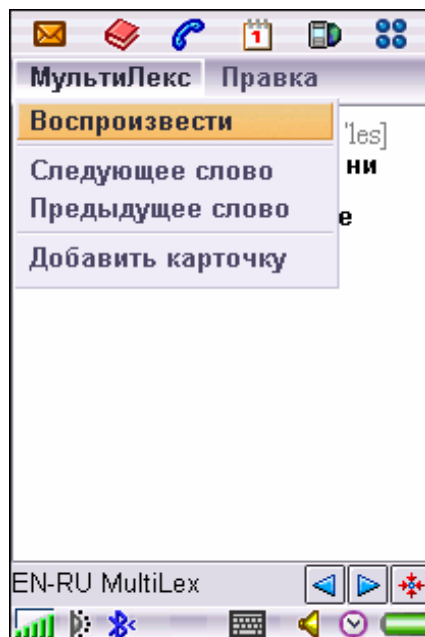 МультиЛекс Правка
Воспроизвести
'les]
Следующее слово
ни
Предыдущее слово
е
Добавить карточку
EN-RU MultiLex